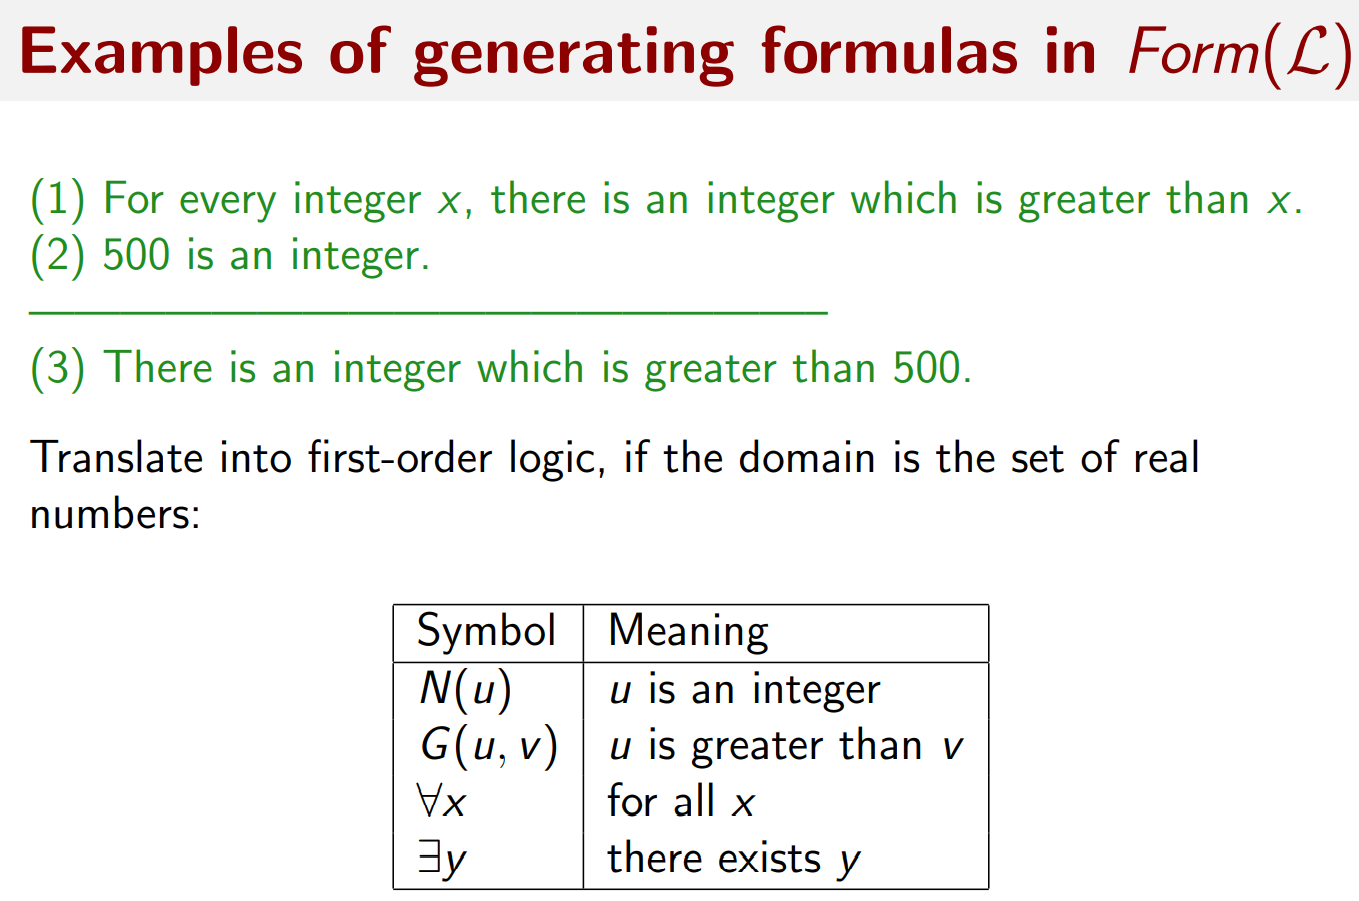 Examples of generating formulas in Form(ℒ)
(1) For every integer x, there is an integer which is greater than x.
(2) 500 is an integer.
(3) There is an integer which is greater than 500.
Translate into first-order logic, if the domain is the set of real
numbers:
Symbol Meaning
N(u) u is an integer
G(u, v) u is greater than v
∀x for all x
∃y there exists y